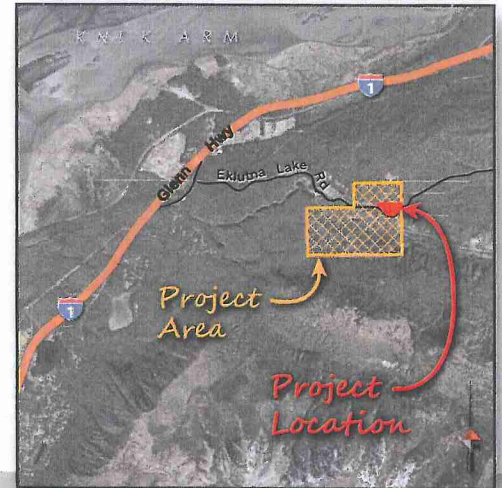 KNIK ARM
1
Glenn Hwy
Eklutna Lake Rd
1
Project
Area
Project
Location